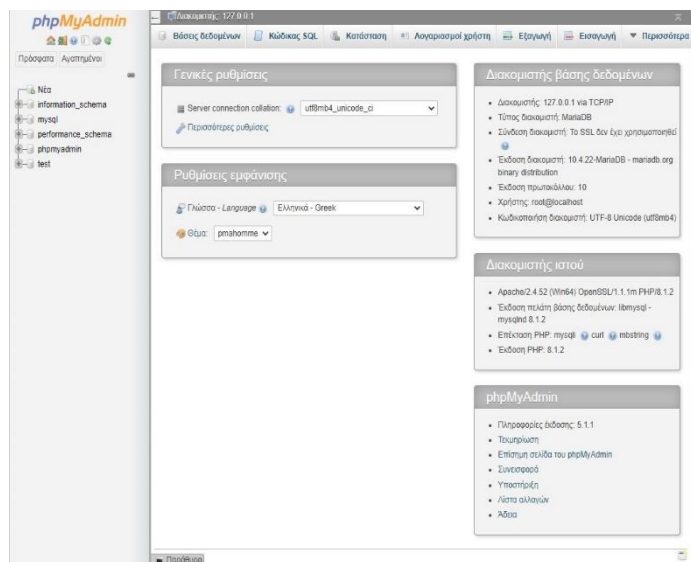 phpMyAdmin
Πρόσφατα Αγαπημένοι
Νέα
information_schema
mysql
performance_schema
phpmyadmin
test
Διακομιστής: 127.0.0.1
Βάσεις δεδομένων Κώδικας SQL Κατάσταση Λογαριασμοί χρήστη Εξαγωγή Εισαγωγή Περισσότερα
Γενικές ρυθμίσεις
Server connection collation: utf8mb4_unicode_ci
Περισσότερες ρυθμίσεις
Ρυθμίσεις εμφάνισης
Γλώσσα - Language Ελληνικά - Greek
Θέμα: pmahomme
Διακομιστής βάσης δεδομένων
Διακομιστής: 127.0.0.1 via TCP/IP
Τύπος διακομιστή: MariaDB
Σύνδεση διακομιστή: Το SSL δεν έχει χρησιμοποιηθεί
Έκδοση διακομιστή: 10.4.22-MariaDB - mariadb.org
binary distribution
Έκδοση πρωτοκόλλου: 10
Χρήστης: root@localhost
Κωδικοποίηση διακομιστή: UTF-8 Unicode (utf8mb4)
Διακομιστής ιστού
Apache/2.4.52 (Win64) OpenSSL/1.1.1m PHP/8.1.2
Έκδοση πελάτη βάσης δεδομένων: libmysql -
mysqlnd 8.1.2
Επέκταση PHP: mysqli curl mbstring
Έκδοση PHP: 8.1.2
phpMyAdmin
Πληροφορίες έκδοσης: 5.1.1
Τεκμηρίωση
Επίσημη σελίδα του phpMyAdmin
Συνεισφορά
Υποστήριξη
Λίστα αλλαγών
Άδεια
Παράθυρο